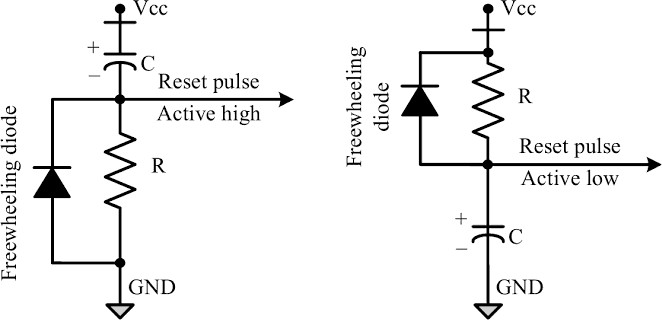 Vcc
+
−
C
Reset pulse
Active high
Freewheeling diode
R
GND
Vcc
Freewheeling
diode
R
Reset pulse
Active low
+
−
C
GND